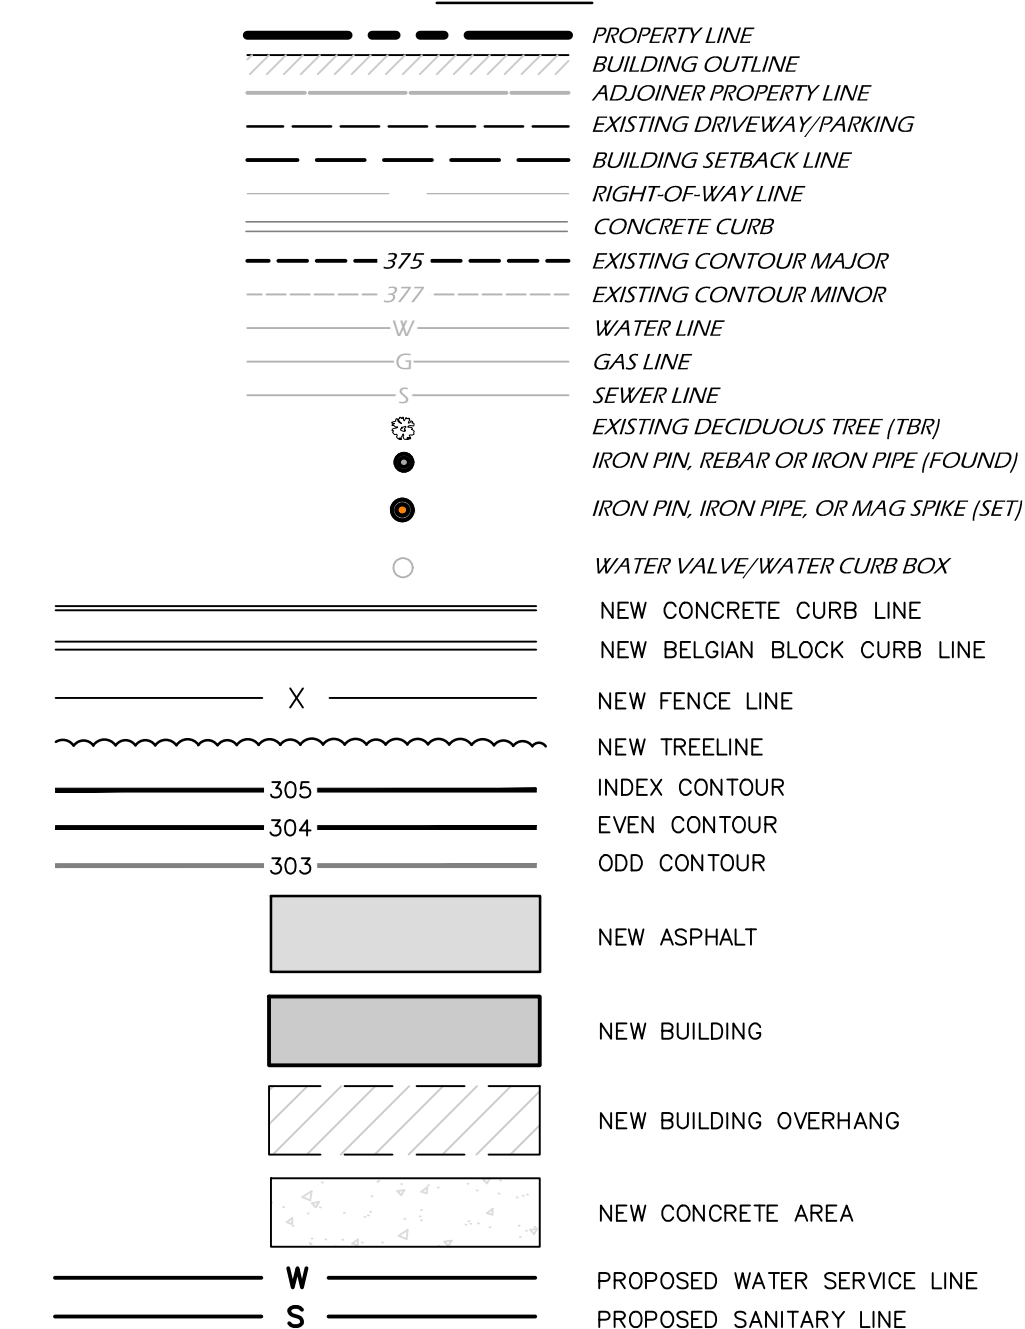 PROPERTY LINE
BUILDING OUTLINE
ADJOINER PROPERTY LINE
EXISTING DRIVEWAY/PARKING
BUILDING SETBACK LINE
RIGHT-OF-WAY LINE
CONCRETE CURB
375 EXISTING CONTOUR MAJOR
377 EXISTING CONTOUR MINOR
W WATER LINE
G GAS LINE
S SEWER LINE
EXISTING DECIDUOUS TREE (TBR)
IRON PIN, REBAR OR IRON PIPE (FOUND)
IRON PIN, IRON PIPE, OR MAG SPIKE (SET)
WATER VALVE/WATER CURB BOX
NEW CONCRETE CURB LINE
NEW BELGIAN BLOCK CURB LINE
X NEW FENCE LINE
NEW TREELINE
305 INDEX CONTOUR
304 EVEN CONTOUR
303 ODD CONTOUR
NEW ASPHALT
NEW BUILDING
NEW BUILDING OVERHANG
NEW CONCRETE AREA
W PROPOSED WATER SERVICE LINE
S PROPOSED SANITARY LINE